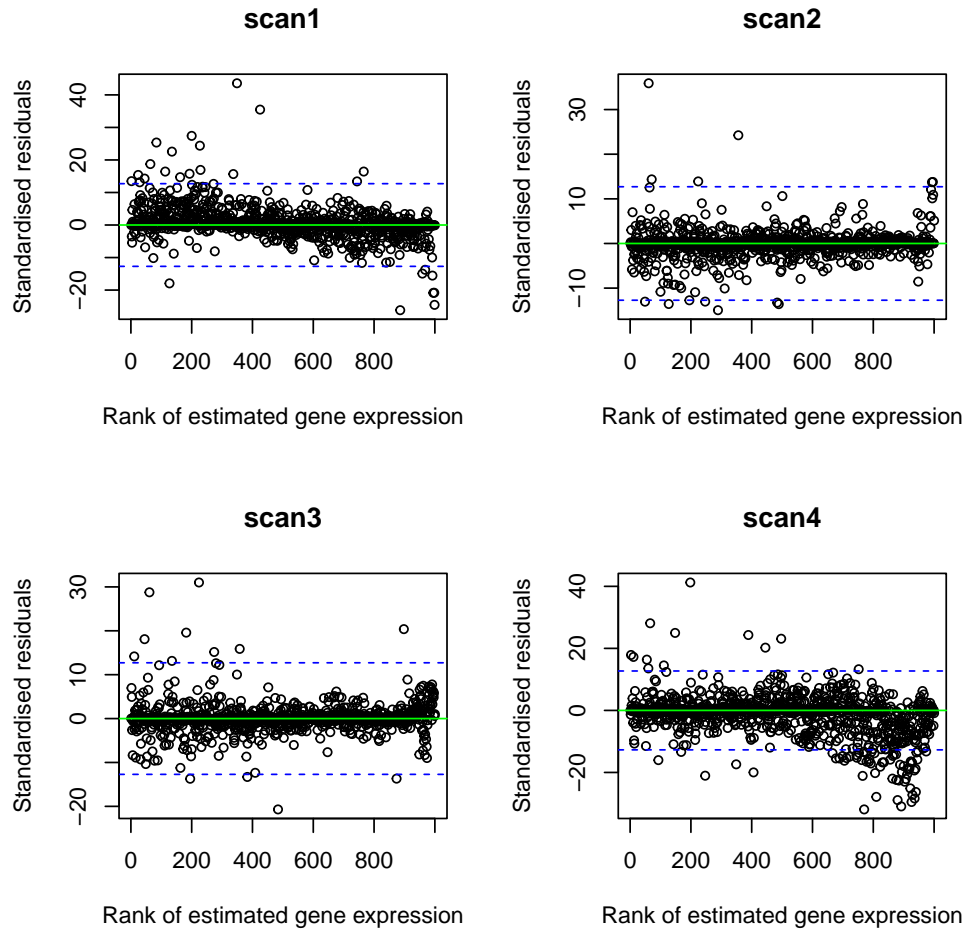 scan1
Standardised residuals
40
20
0
−20
0 200 400 600 800
Rank of estimated gene expression
scan2
Standardised residuals
30
10
−10
0 200 400 600 800
Rank of estimated gene expression
scan3
Standardised residuals
30
10
0
−20
0 200 400 600 800
Rank of estimated gene expression
scan4
Standardised residuals
40
20
0
−20
0 200 400 600 800
Rank of estimated gene expression